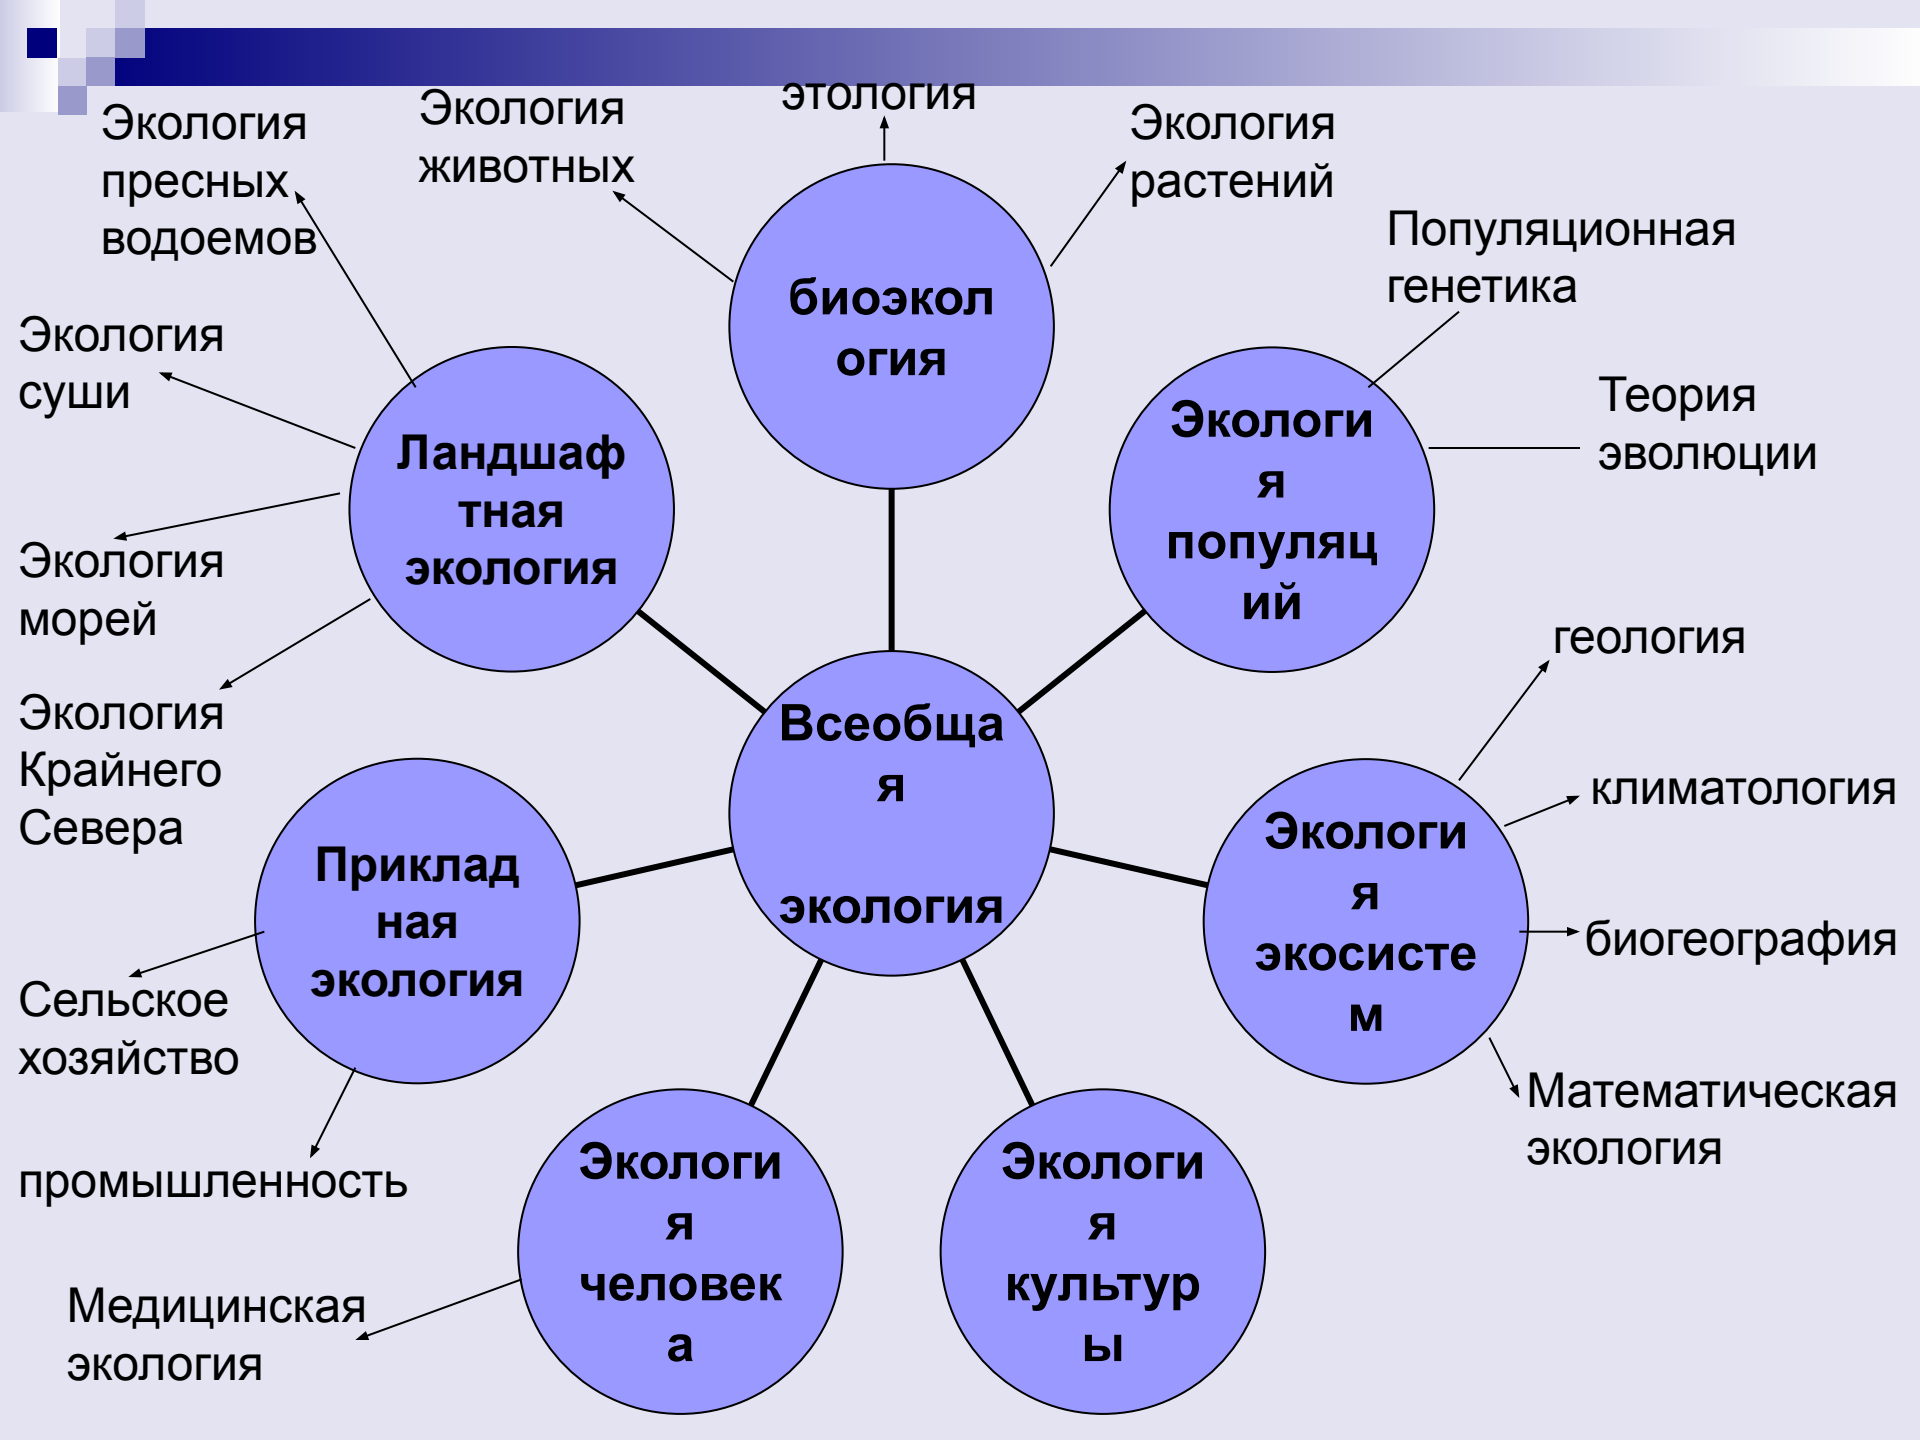 Экология
пресных
водоемов
Экология
животных
этология
Экология
растений
Популяционная
генетика
Экология
суши
биоэкол
огия
Теория
эволюции
Ландшаф
тная
экология
Экологи
я
популяц
ий
Экология
морей
геология
Экология
Крайнего
Севера
Всеобща
я
экология
климатология
Приклад
ная
экология
Экологи
я
экосисте
м
биогеография
Сельское
хозяйство
Математическая
экология
промышленность
Экологи
я
человек
а
Экологи
я
культур
ы
Медицинская
экология